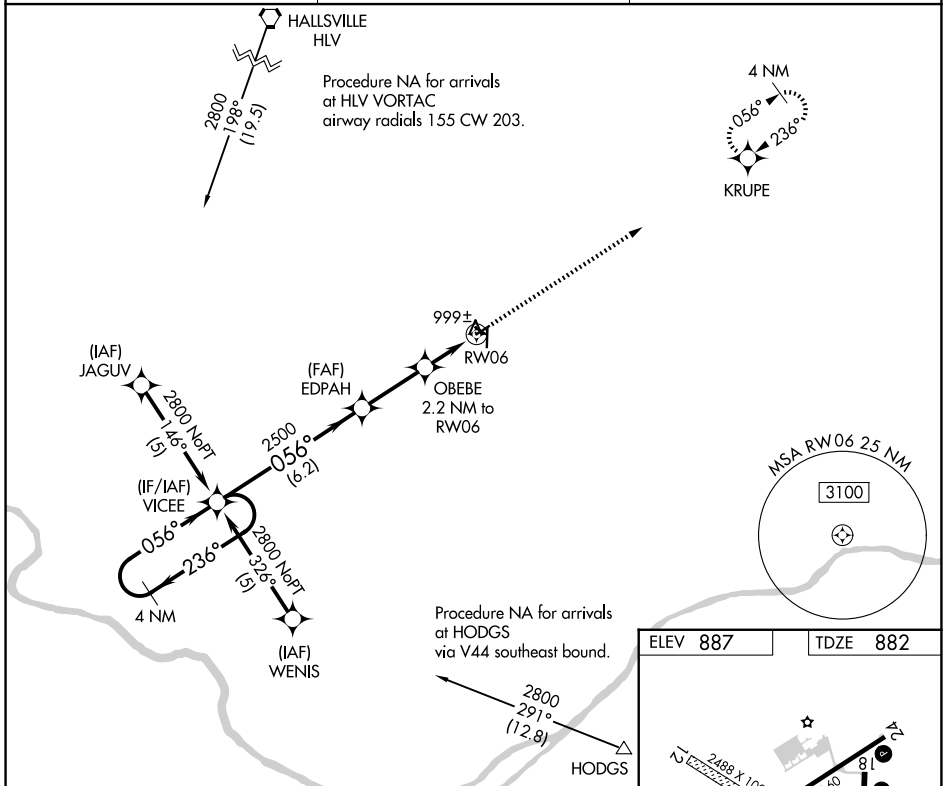 HALLSVILLE
HLV
2800
198°
(19.5)
Procedure NA for arrivals
at HLV VORTAC
airway radials 155 CW 203.
4 NM
056°
236°
KRUPE
999±
RW06
(IAF)
JAGUV
2800 NoPT
146°
(5)
(FAF)
EDPAH
OBEBE
2.2 NM to
RW06
2500
056°
(6.2)
(IF/IAF)
VICEE
056°
236°
4 NM
2800 NoPT
326°
(5)
(IAF)
WENIS
MSA RW06 25 NM
3100
Procedure NA for arrivals
at HODGS
via V44 southeast bound.
2800
291°
(12.8)
HODGS
ELEV 887
TDZE 882
12
2488 X
24
P
18